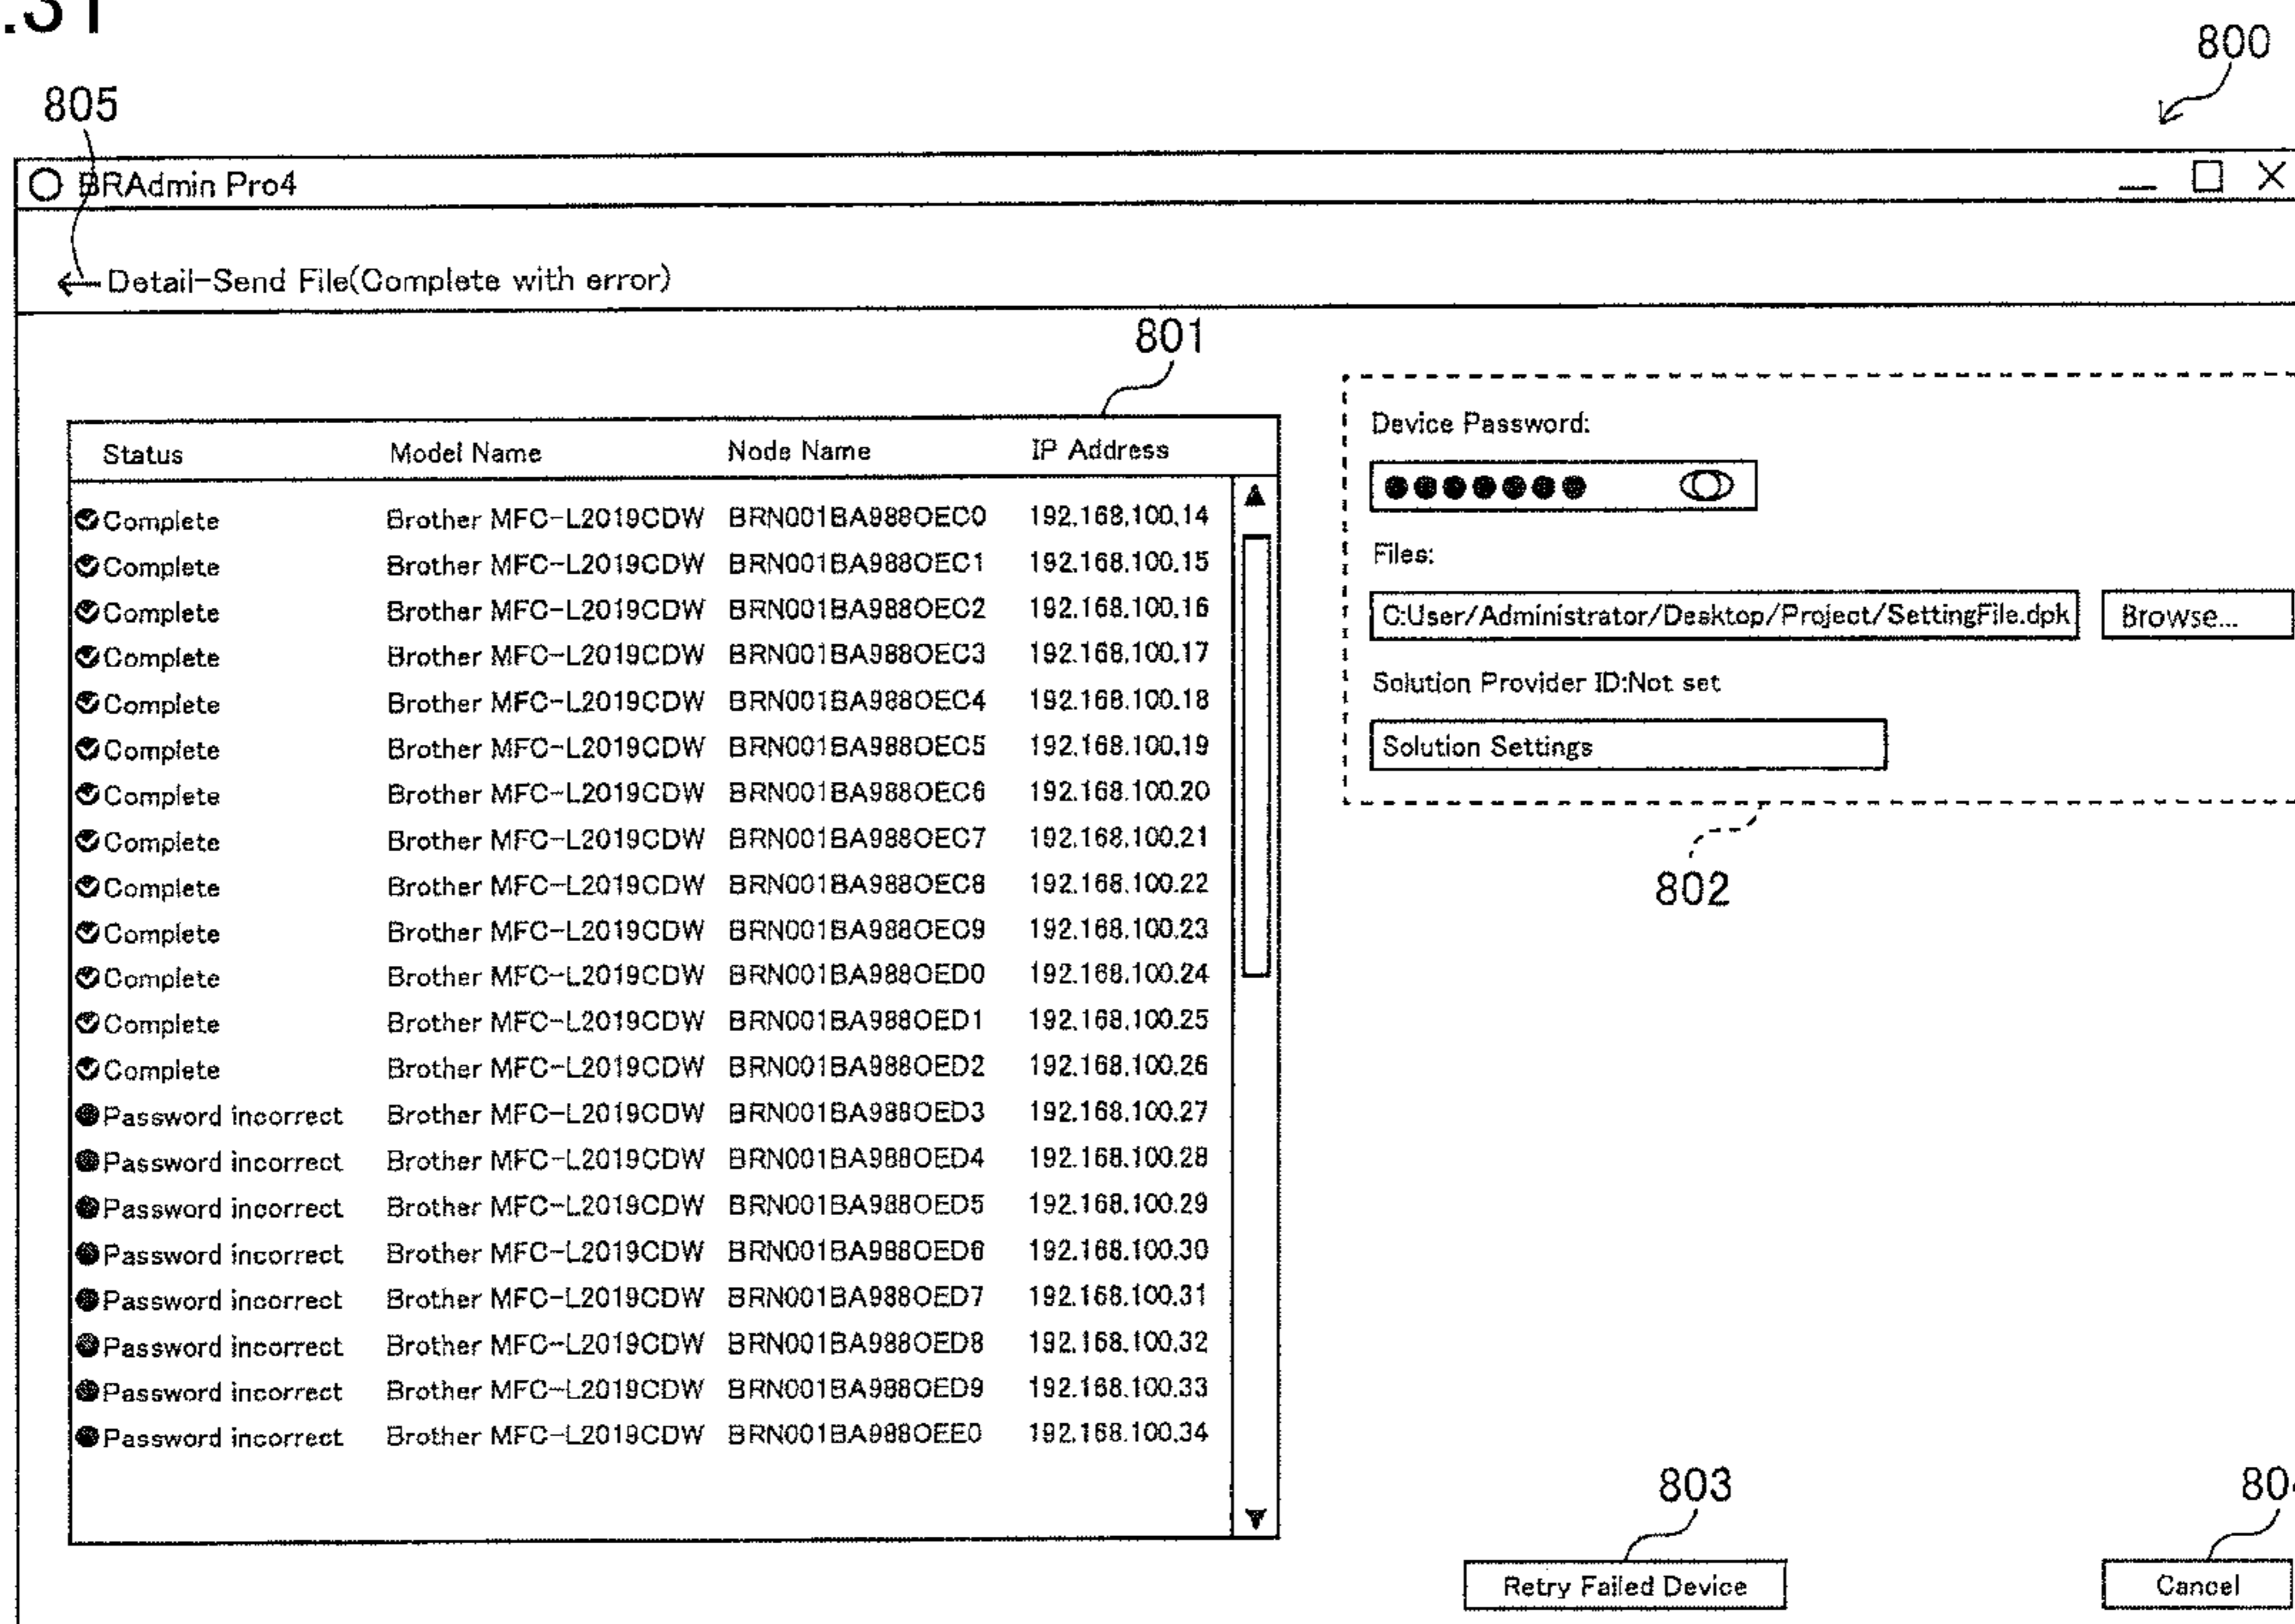 .31
800
805
BRAdmin Pro4
Detail-Send File(Complete with error)
801
Status Model Name Node Name IP Address
Complete Brother MFC-L2019CDW BRN001BA988OEC0 192.168.100.14
Complete Brother MFC-L2019CDW BRN001BA988OEC1 192.168.100.15
Complete Brother MFC-L2019CDW BRN001BA988OEC2 192.168.100.16
Complete Brother MFC-L2019CDW BRN001BA988OEC3 192.168.100.17
Complete Brother MFC-L2019CDW BRN001BA988OEC4 192.168.100.18
Complete Brother MFC-L2019CDW BRN001BA988OEC5 192.168.100.19
Complete Brother MFC-L2019CDW BRN001BA988OEC6 192.168.100.20
Complete Brother MFC-L2019CDW BRN001BA988OEC7 192.168.100.21
Complete Brother MFC-L2019CDW BRN001BA988OEC8 192.168.100.22
Complete Brother MFC-L2019CDW BRN001BA988OEC9 192.168.100.23
Complete Brother MFC-L2019CDW BRN001BA988OED0 192.168.100.24
Complete Brother MFC-L2019CDW BRN001BA988OED1 192.168.100.25
Complete Brother MFC-L2019CDW BRN001BA988OED2 192.168.100.26
Password incorrect Brother MFC-L2019CDW BRN001BA988OED3 192.168.100.27
Password incorrect Brother MFC-L2019CDW BRN001BA988OED4 192.168.100.28
Password incorrect Brother MFC-L2019CDW BRN001BA988OED5 192.168.100.29
Password incorrect Brother MFC-L2019CDW BRN001BA988OED6 192.168.100.30
Password incorrect Brother MFC-L2019CDW BRN001BA988OED7 192.168.100.31
Password incorrect Brother MFC-L2019CDW BRN001BA988OED8 192.168.100.32
Password incorrect Brother MFC-L2019CDW BRN001BA988OED9 192.168.100.33
Password incorrect Brother MFC-L2019CDW BRN001BA988OEE0 192.168.100.34
Device Password:
Files:
C:User/Administrator/Desktop/Project/SettingFile.dpk Browse...
Solution Provider ID:Not set
Solution Settings
802
803
Retry Failed Device
Cancel